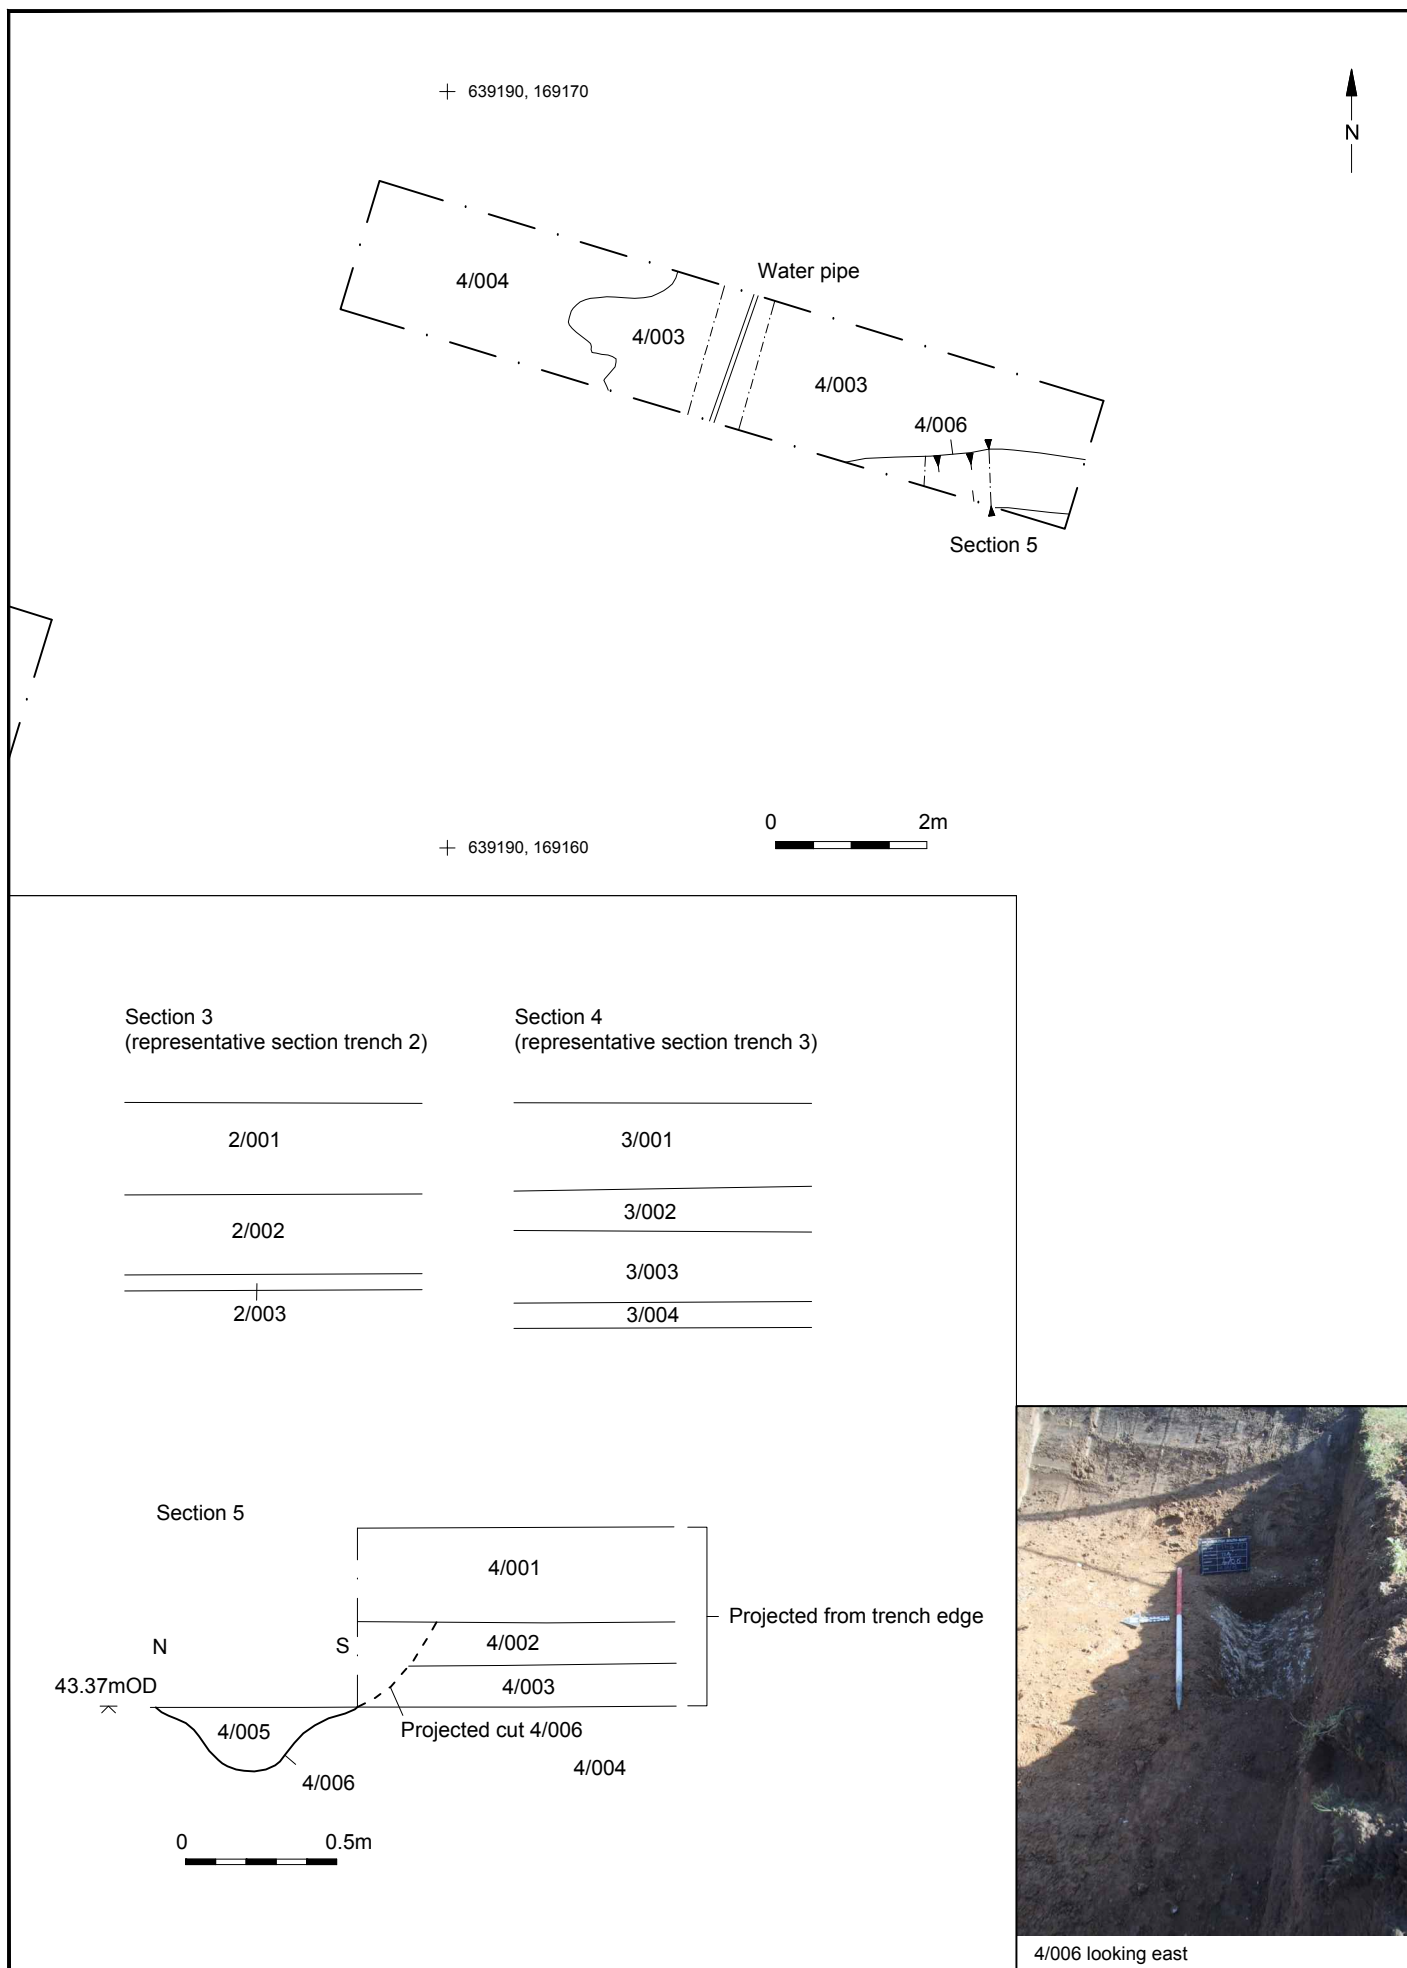 639190, 169170
N
Water pipe
4/004
4/003
4/003
4/006
Section 5
0 2m
639190, 169160
Section 3
(representative section trench 2)
2/001
2/002
2/003
Section 4
(representative section trench 3)
3/001
3/002
3/003
3/004
Section 5
4/001
Projected from trench edge
N S
4/002
43.37mOD
4/003
4/005
Projected cut 4/006
4/004
4/006
0 0.5m
4/006 looking east